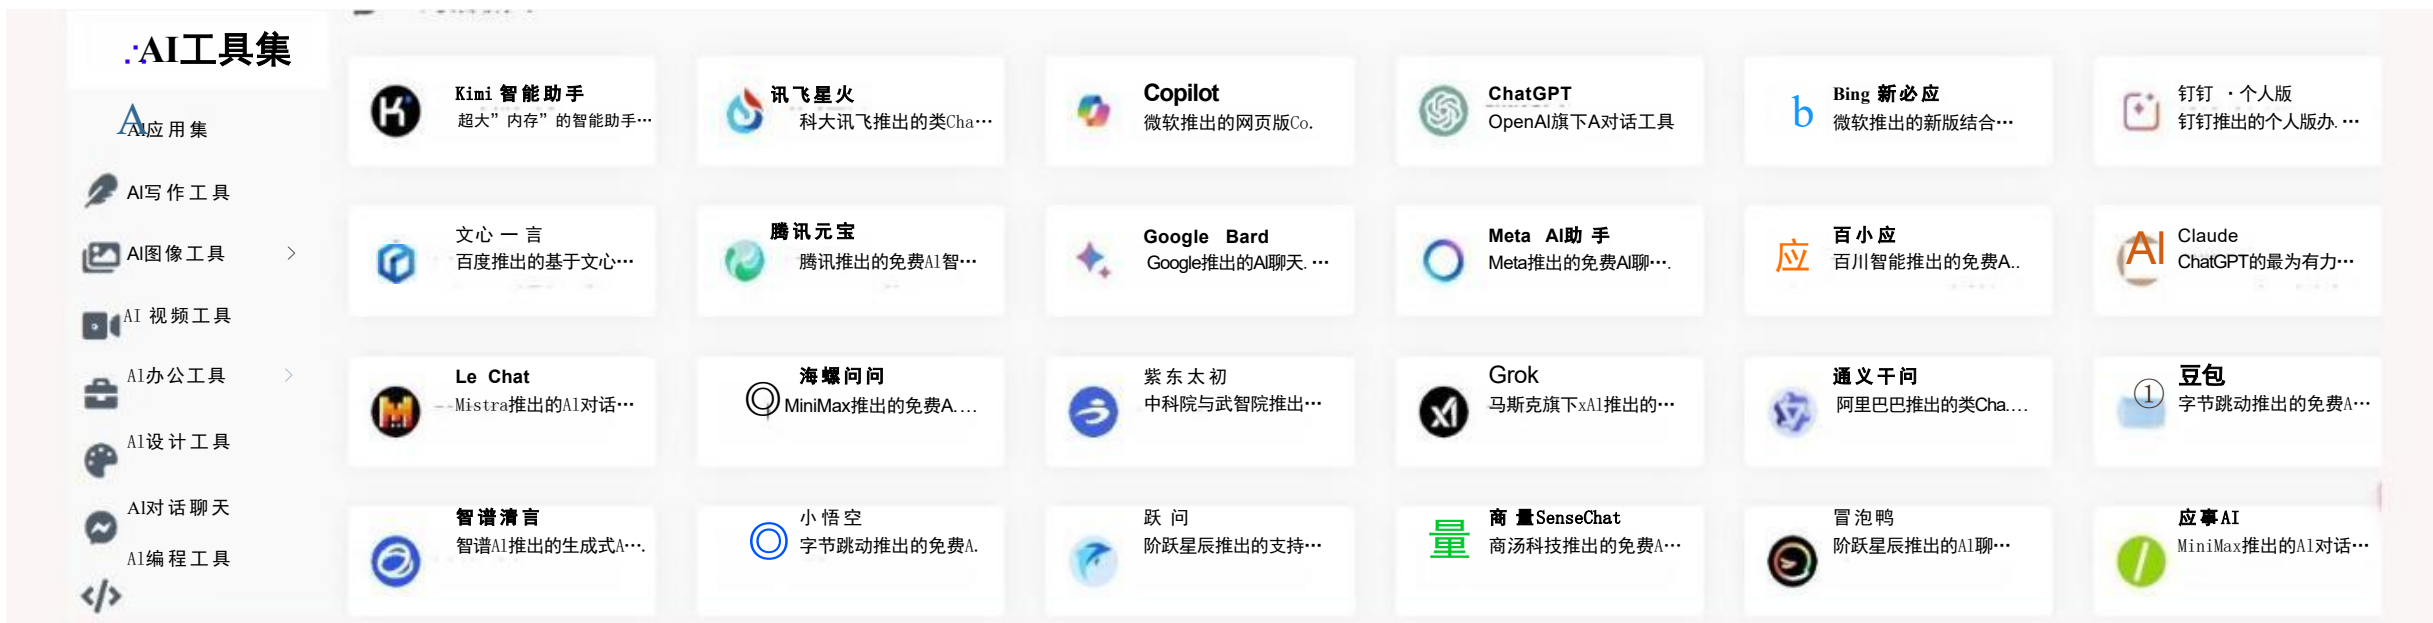 ∴AI工具集
AI应用集
AI写作工具
AI图像工具 >
AI 视频工具
AI办公工具 >
AI设计工具
AI对话聊天
AI编程工具
</>
Kimi 智能助手
超大”内存”的智能助手…
讯飞星火
科大讯飞推出的类Cha…
Copilot
微软推出的网页版Co.
ChatGPT
OpenAI旗下A对话工具
b
Bing 新必应
微软推出的新版结合…
钉钉 ·个人版
钉钉推出的个人版办.…
文心一言
百度推出的基于文心…
腾讯元宝
腾讯推出的免费AI智…
Google Bard
Google推出的AI聊天.…
Meta AI助手
Meta推出的免费AI聊….
应
百小应
百川智能推出的免费A..
AI
Claude
ChatGPT的最为有力…
Le Chat
Mistra推出的AI对话…
海螺问问
MiniMax推出的免费A….
紫东太初
中科院与武智院推出…
Grok
马斯克旗下xAl推出的…
通义干问
阿里巴巴推出的类Cha….
①
豆包
字节跳动推出的免费A…
智谱清言
智谱AI推出的生成式A….
小悟空
字节跳动推出的免费A.
跃问
阶跃星辰推出的支持…
量
商量SenseChat
商汤科技推出的免费A…
冒泡鸭
阶跃星辰推出的AI聊…
应事AI
MiniMax推出的AI对话…